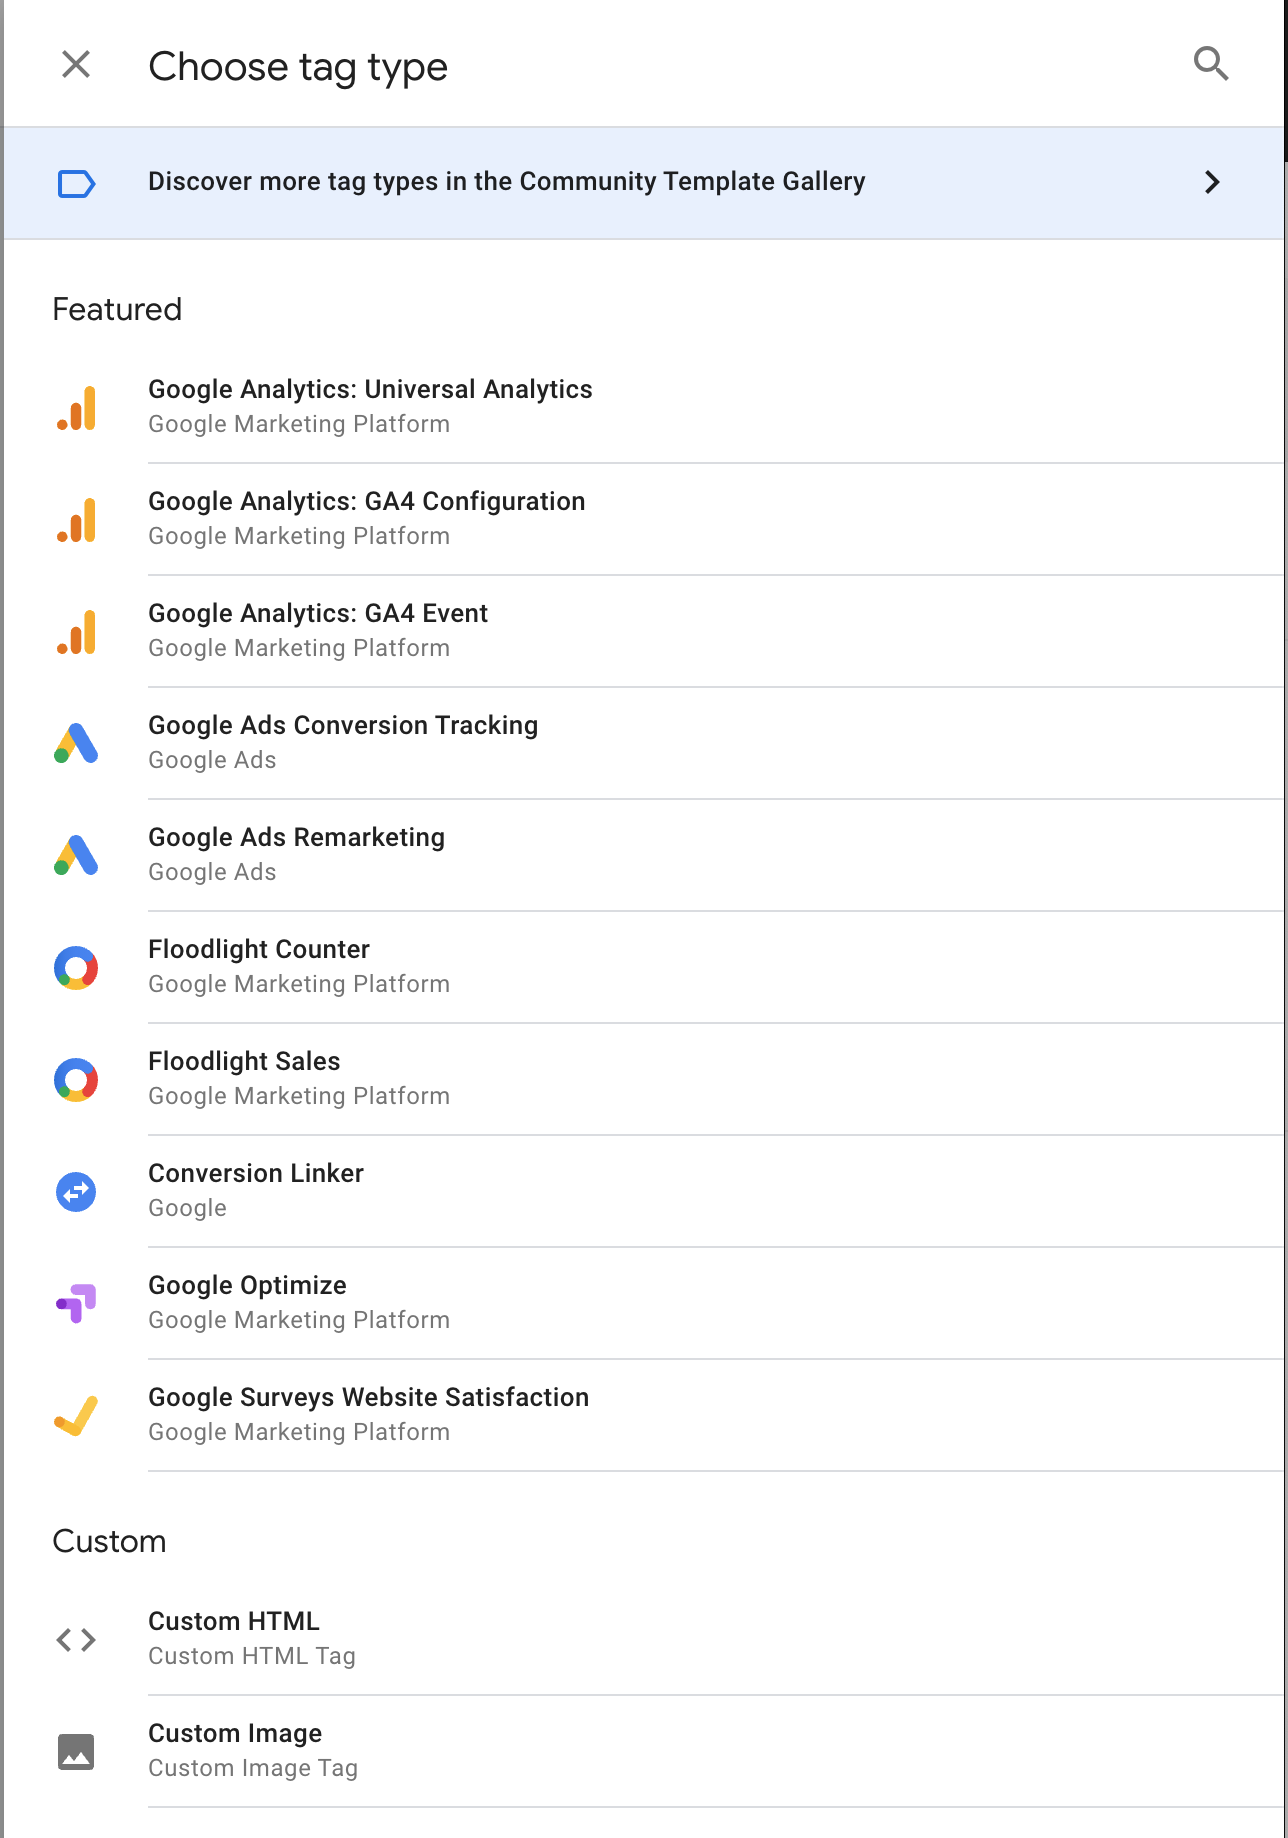 Choose tag type
Discover more tag types in the Community Template Gallery
Featured
Google Analytics: Universal Analytics
Google Marketing Platform
Google Analytics: GA4 Configuration
Google Marketing Platform
Google Analytics: GA4 Event
Google Marketing Platform
Google Ads Conversion Tracking
Google Ads
Google Ads Remarketing
Google Ads
Floodlight Counter
Google Marketing Platform
Floodlight Sales
Google Marketing Platform
Conversion Linker
Google
Google Optimize
Google Marketing Platform
Google Surveys Website Satisfaction
Google Marketing Platform
Custom
Custom HTML
Custom HTML Tag
Custom Image
Custom Image Tag